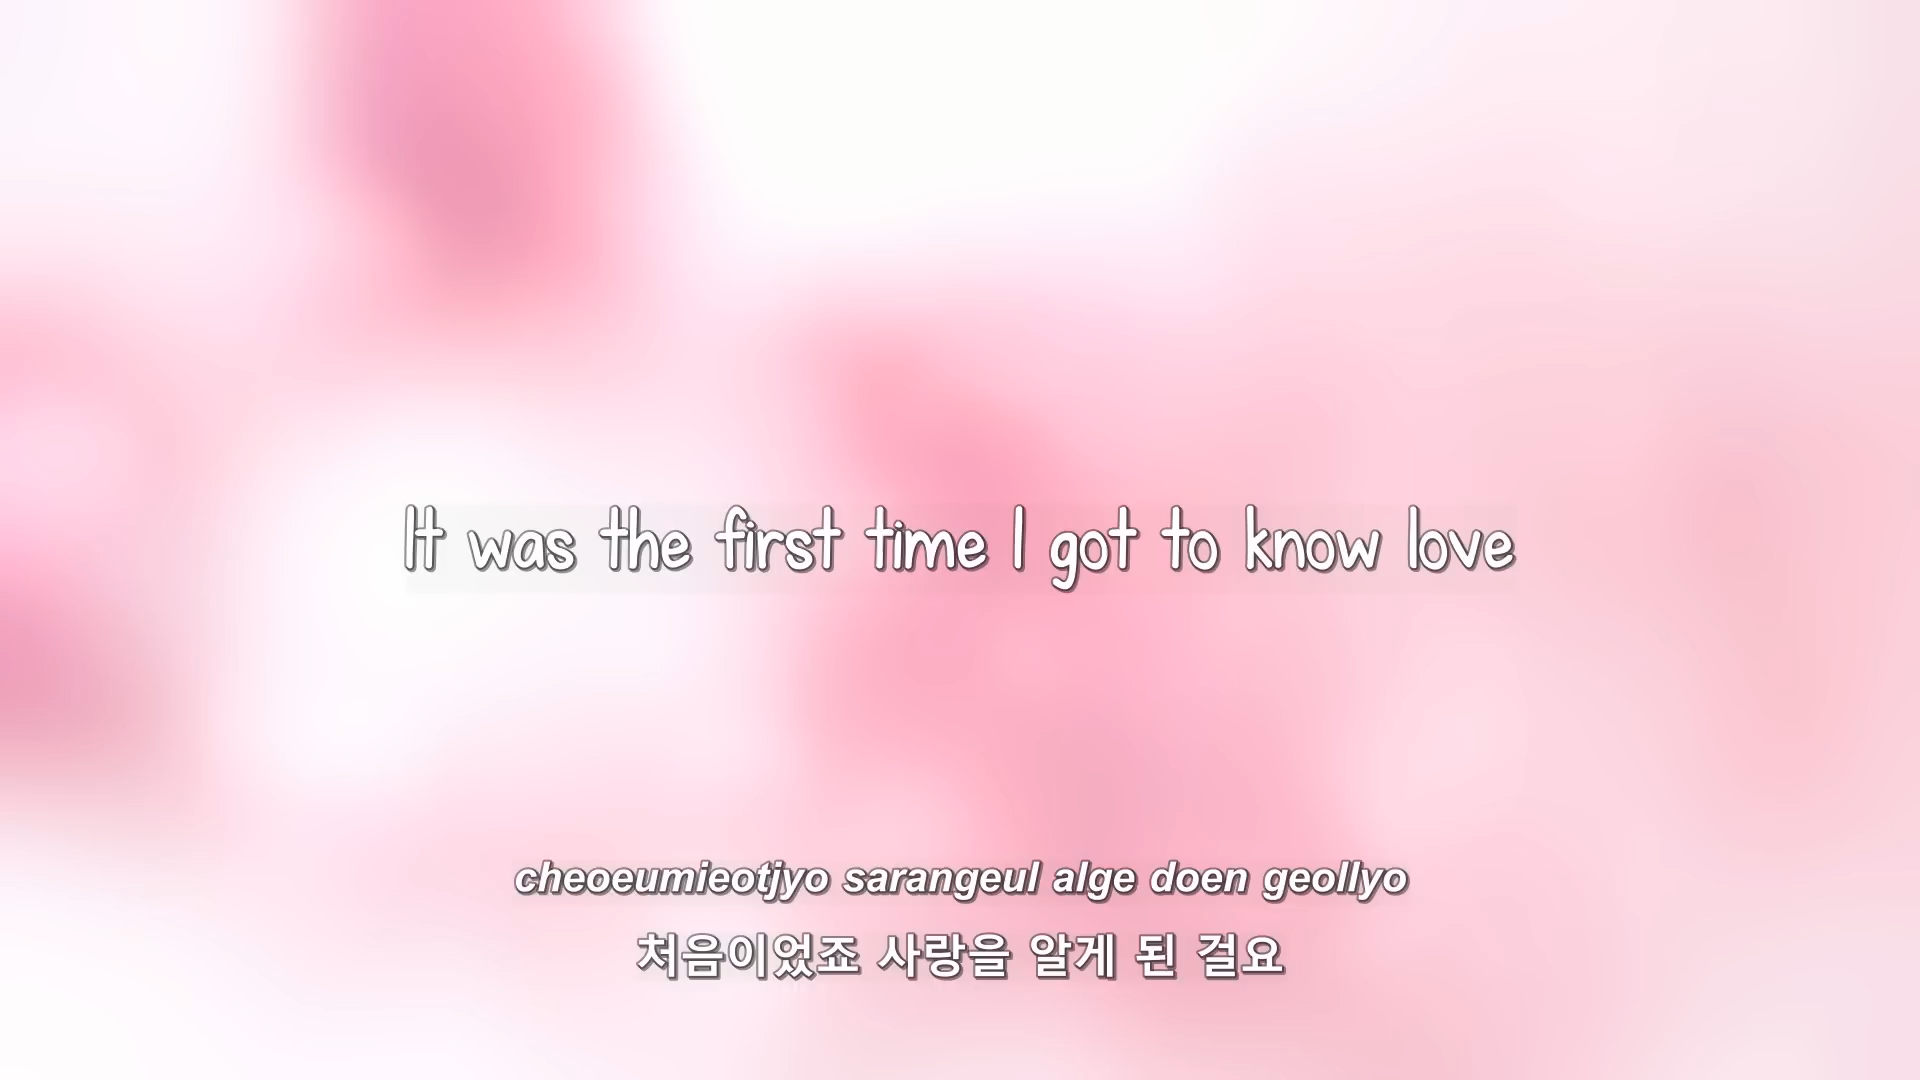 It was the first time I got to know love
cheoeumieotjyo sarangeul alge doen geollyo
처음이었죠 사랑을 알게 된 걸요